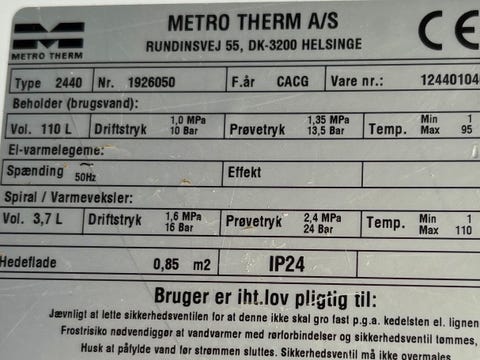 METRO THERM A/S
RUNDINSVEJ 55, DK-3200 HELSINGE
METRO THERM
CE
Type 2440 Nr. 1926050 F.år CACG Vare nr.: 12440104
Beholder (brugsvand):
Vol. 110 L Driftstryk 1,0 MPa 10 Bar Prøvetryk 1,35 MPa 13,5 Bar Temp. Min 1 Max 95
El-varmelegeme:
Spænding ~ 50Hz Effekt
Spiral / Varmeveksler:
Vol. 3,7 L Driftstryk 1,6 MPa 16 Bar Prøvetryk 2,4 MPa 24 Bar Temp. Min 1 Max 110
Hedeflade 0,85 m2 IP24
Bruger er iht.lov pligtig til:
Jævnligt at lette sikkerhedsventilen for at denne ikke skal gro fast p.g.a. kedelsten el. lignen
Frostrisiko nødvendiggør at vandvarmer med rørforbindelser og sikkerhedsventil tømmes,
Husk at påfylde vand før strømmen sluttes. Sikkerhedsventil må ikke overmales